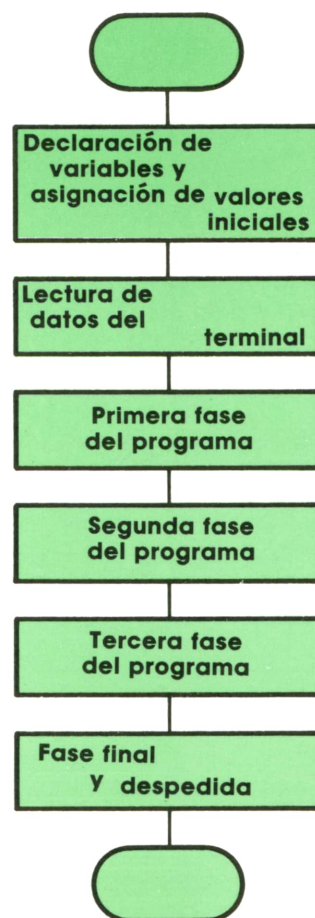 Declaración de
variables y
asignación de valores
iniciales
Lectura de
datos del
terminal
Primera fase
del programa
Segunda fase
del programa
Tercera fase
del programa
Fase final
y despedida